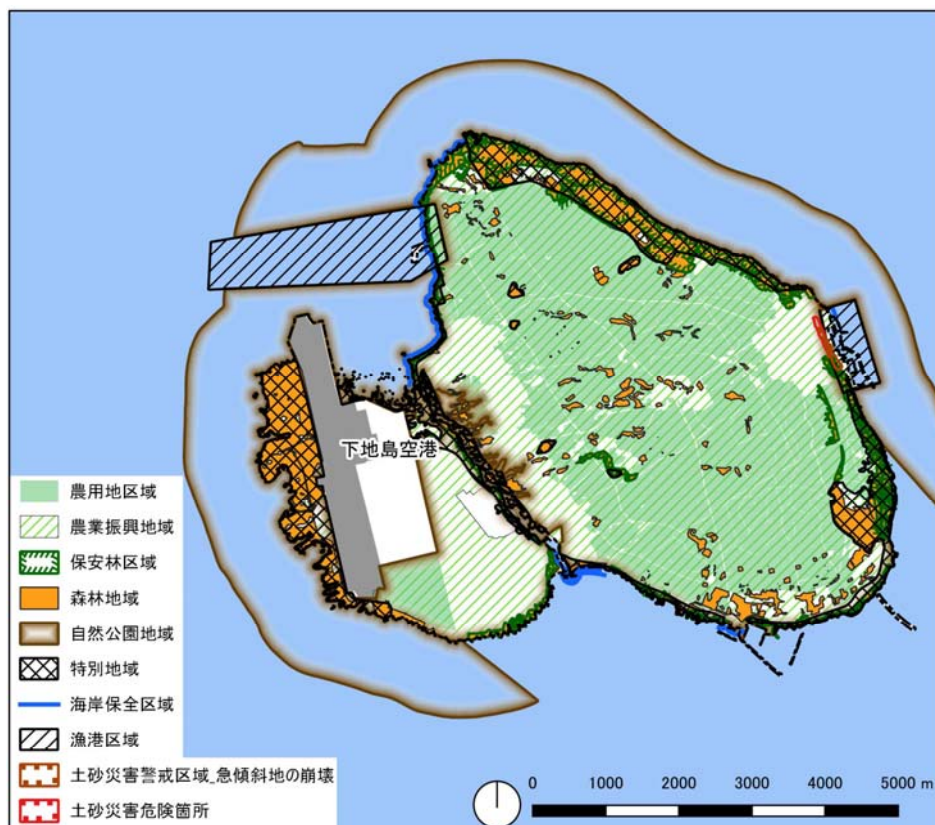 下地島空港
農用地区域
農業振興地域
保安林区域
森林地域
自然公園地域
特別地域
海岸保全区域
漁港区域
土砂災害警戒区域_急傾斜地の崩壊
土砂災害危険箇所
0 1000 2000 3000 4000 5000 m